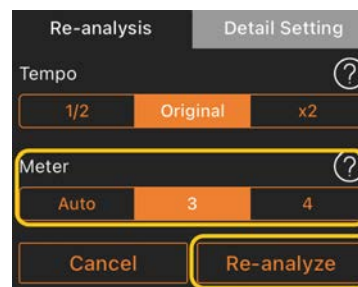 Re-analysis Detail Setting
Tempo ?
1/2 Original x2
Meter ?
Auto 3 4
Cancel Re-analyze